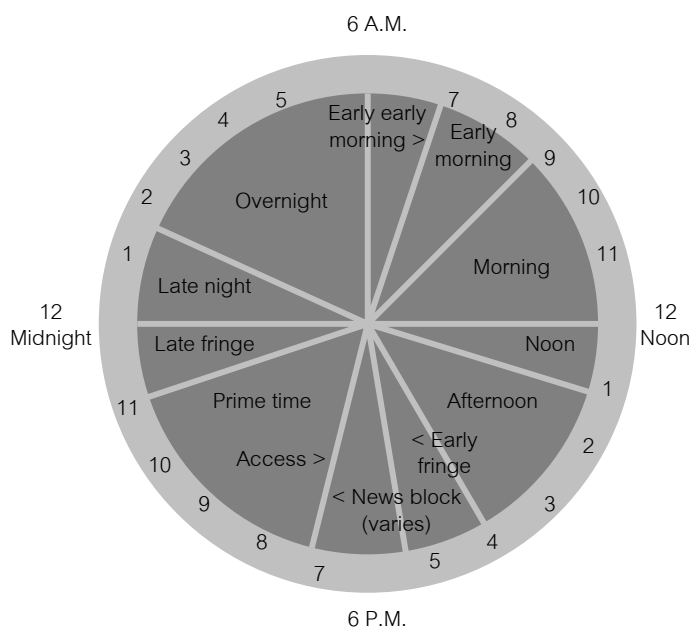 6 A.M.
7
8
9
10
11
12
Noon
1
2
3
4
5
6 P.M.
7
8
9
10
11
12
Midnight
1
2
3
4
5
Early early
morning >
Early
morning
Morning
Noon
Afternoon
< Early
fringe
< News block
(varies)
Access >
Prime time
Late fringe
Late night
Overnight